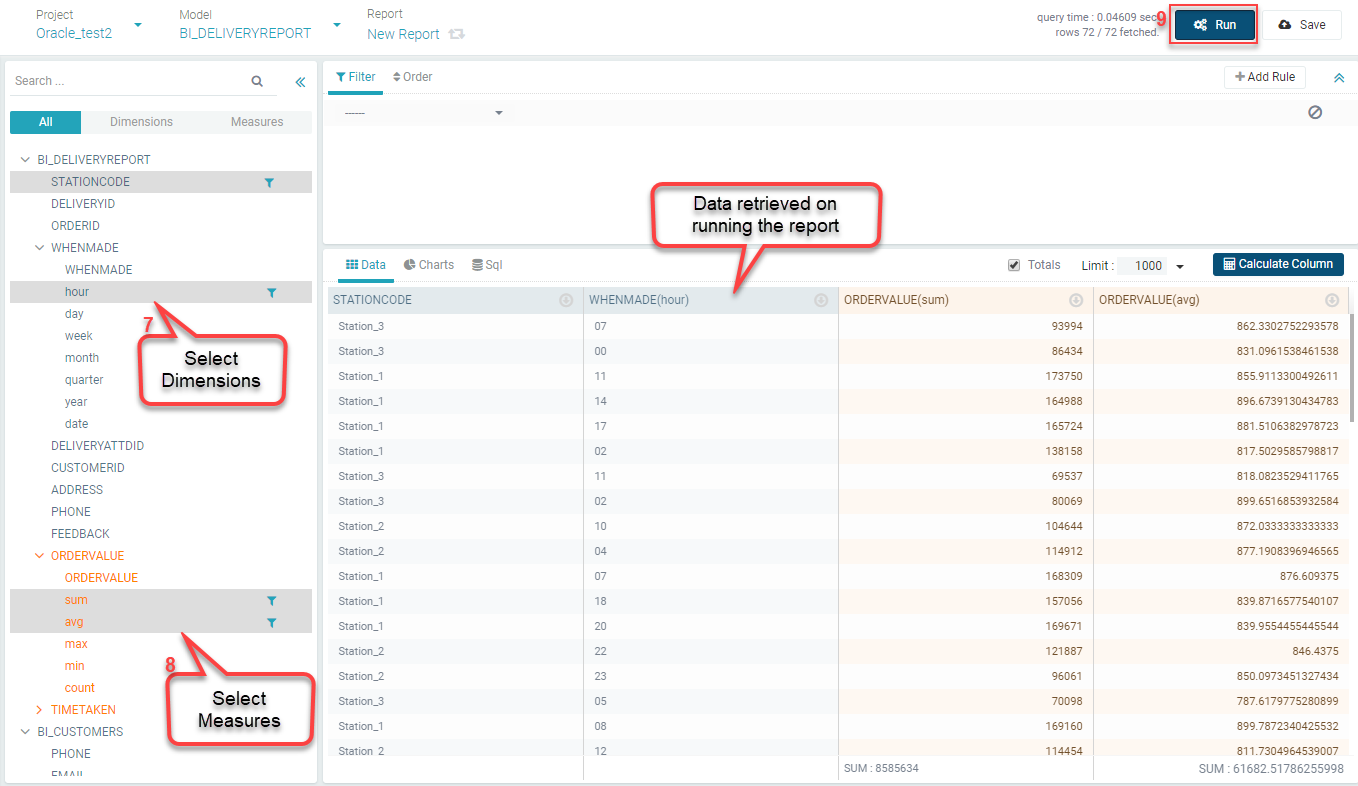 Project
Oracle_test2
Model
BI_DELIVERYREPORT
Report
New Report
query time : 0.04609 sec
rows 72 / 72 fetched.
9
Run
Save
Search ...
All Dimensions Measures
BI_DELIVERYREPORT
STATIONCODE
DELIVERYID
ORDERID
WHENMADE
WHENMADE
hour
day
week
month
quarter
year
date
DELIVERYATTDID
CUSTOMERID
ADDRESS
PHONE
FEEDBACK
ORDERVALUE
ORDERVALUE
sum
avg
max
min
count
TIMETAKEN
BI_CUSTOMERS
PHONE
EMAIL
7
Select
Dimensions
8
Select
Measures
Filter Order
Add Rule
------
Data retrieved on
running the report
Data Charts Sql
Totals Limit : 1000
Calculate Column
STATIONCODE WHENMADE(hour) ORDERVALUE(sum) ORDERVALUE(avg)
Station_3 07 93994 862.3302752293578
Station_3 00 86434 831.0961538461538
Station_1 11 173750 855.9113300492611
Station_1 14 164988 896.6739130434783
Station_1 17 165724 881.5106382978723
Station_1 02 138158 817.5029585798817
Station_3 11 69537 818.0823529411765
Station_3 02 80069 899.6516853932584
Station_2 10 104644 872.0333333333333
Station_2 04 114912 877.1908396946565
Station_1 07 168309 876.609375
Station_1 18 157056 839.8716577540107
Station_1 20 169671 839.9554455445544
Station_2 22 121887 846.4375
Station_2 23 96061 850.0973451327434
Station_3 05 70098 787.6179775280899
Station_1 08 169160 899.7872340425532
Station_2 12 114454 811.7304964539007
SUM : 8585634 SUM : 61682.51786255998